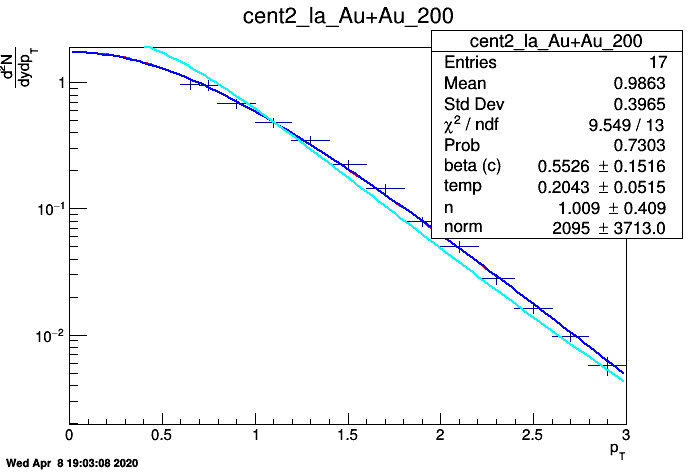 cent2_la_Au+Au_200
cent2_la_Au+Au_200
Entries 17
Mean 0.9863
Std Dev 0.3965
χ² / ndf 9.549 / 13
Prob 0.7303
beta (c) 0.5526 ± 0.1516
temp 0.2043 ± 0.0515
n 1.009 ± 0.409
norm 2095 ± 3713.0
d²N
dydp_T
1
10⁻¹
10⁻²
0 0.5 1 1.5 2 2.5 3
p_T
Wed Apr 8 19:03:08 2020